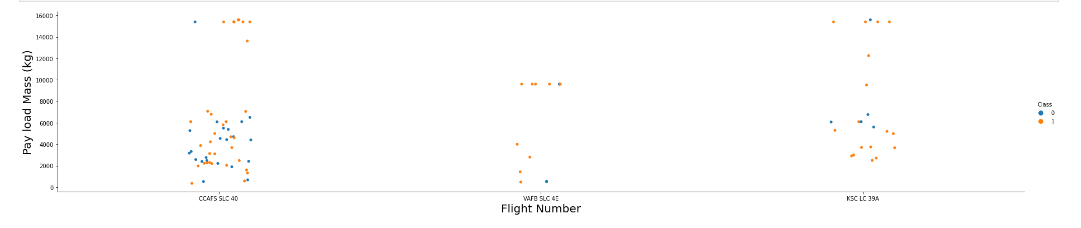 Pay load Mass (kg)
16000
14000
12000
10000
8000
6000
4000
2000
0
CCAFS SLC 40
VAFB SLC 4E
KSC LC 39A
Flight Number
Class
0
1